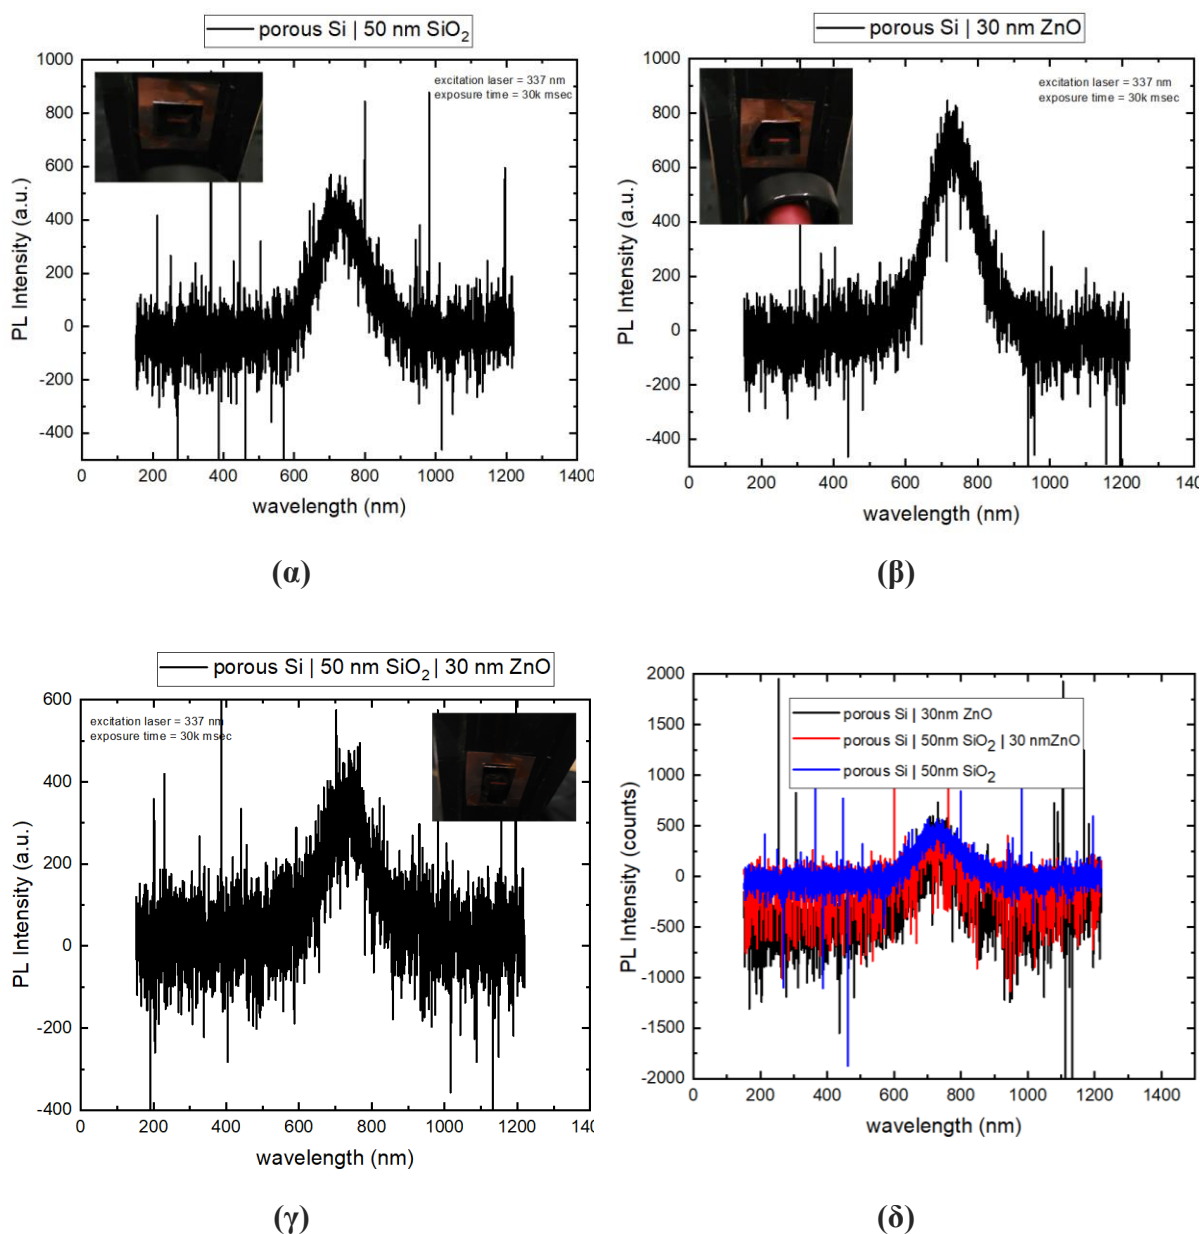 porous Si | 50 nm SiO₂
1000
800
600
400
200
0
-200
-400
PL Intensity (a.u.)
excitation laser = 337 nm
exposure time = 30k msec
0 200 400 600 800 1000 1200 1400
wavelength (nm)
(α)
porous Si | 30 nm ZnO
1000
800
600
400
200
0
-200
-400
PL Intensity (a.u.)
excitation laser = 337 nm
exposure time = 30k msec
0 200 400 600 800 1000 1200
wavelength (nm)
(β)
porous Si | 50 nm SiO₂ | 30 nm ZnO
600
400
200
0
-200
-400
PL Intensity (a.u.)
excitation laser = 337 nm
exposure time = 30k msec
0 200 400 600 800 1000 1200
wavelength (nm)
(γ)
2000
1500
1000
500
0
-500
-1000
-1500
-2000
PL Intensity (counts)
porous Si | 30nm ZnO
porous Si | 50nm SiO₂ | 30 nmZnO
porous Si | 50nm SiO₂
0 200 400 600 800 1000 1200 1400
wavelength (nm)
(δ)